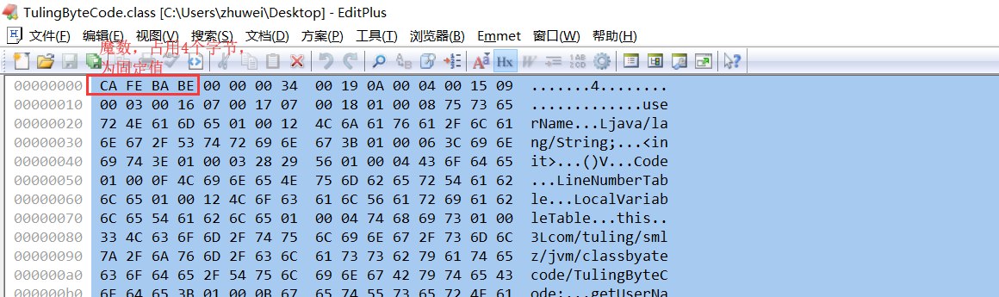 TulingByteCode.class [C:\Users\zhuwei\Desktop] - EditPlus
文件(F) 编辑(E) 视图(V) 搜索(S) 文档(D) 方案(P) 工具(T) 浏览器(B) Emmet 窗口(W) 帮助(H)
魔数，占用4个字节，
为固定值
00000000 CA FE BA BE 00 00 00 34 00 19 0A 00 04 00 15 09 .......4........
00000010 00 03 00 16 07 00 17 07 00 18 01 00 08 75 73 65 .............use
00000020 72 4E 61 6D 65 01 00 12 4C 6A 61 76 61 2F 6C 61 rName...Ljava/la
00000030 6E 67 2F 53 74 72 69 6E 67 3B 01 00 06 3C 69 6E ng/String;...<in
00000040 69 74 3E 01 00 03 28 29 56 01 00 04 43 6F 64 65 it>...()V...Code
00000050 01 00 0F 4C 69 6E 65 4E 75 6D 62 65 72 54 61 62 ...LineNumberTab
00000060 6C 65 01 00 12 4C 6F 63 61 6C 56 61 72 69 61 62 le...LocalVariab
00000070 6C 65 54 61 62 6C 65 01 00 04 74 68 69 73 01 00 leTable...this..
00000080 33 4C 63 6F 6D 2F 74 75 6C 69 6E 67 2F 73 6D 6C 3Lcom/tuling/sml
00000090 7A 2F 6A 76 6D 2F 63 6C 61 73 73 62 79 61 74 65 z/jvm/classbyate
000000a0 63 6F 64 65 2F 54 75 6C 69 6E 67 42 79 74 65 43 code/TulingByteC
000000b0 6F 64 65 3B 01 00 0B 67 65 74 55 73 65 72 4E 61 ode;...getUserNa